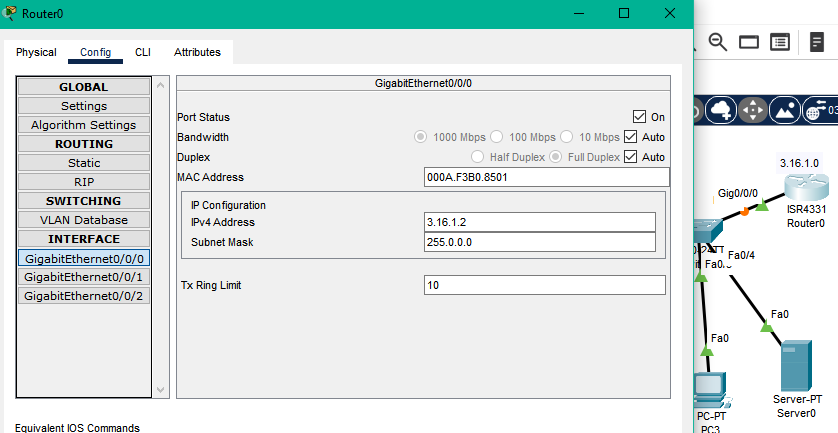 Router0
Physical Config CLI Attributes
GLOBAL
Settings
Algorithm Settings
ROUTING
Static
RIP
SWITCHING
VLAN Database
INTERFACE
GigabitEthernet0/0/0
GigabitEthernet0/0/1
GigabitEthernet0/0/2
GigabitEthernet0/0/0
Port Status On
Bandwidth 1000 Mbps 100 Mbps 10 Mbps Auto
Duplex Half Duplex Full Duplex Auto
MAC Address 000A.F3B0.8501
IP Configuration
IPv4 Address 3.16.1.2
Subnet Mask 255.0.0.0
Tx Ring Limit 10
Equivalent IOS Commands
03
3.16.1.0
Gig0/0/0
ISR4331
Router0
Fa0/4
Fa0
Fa0
Server-PT
Server0
PC-PT
PC3